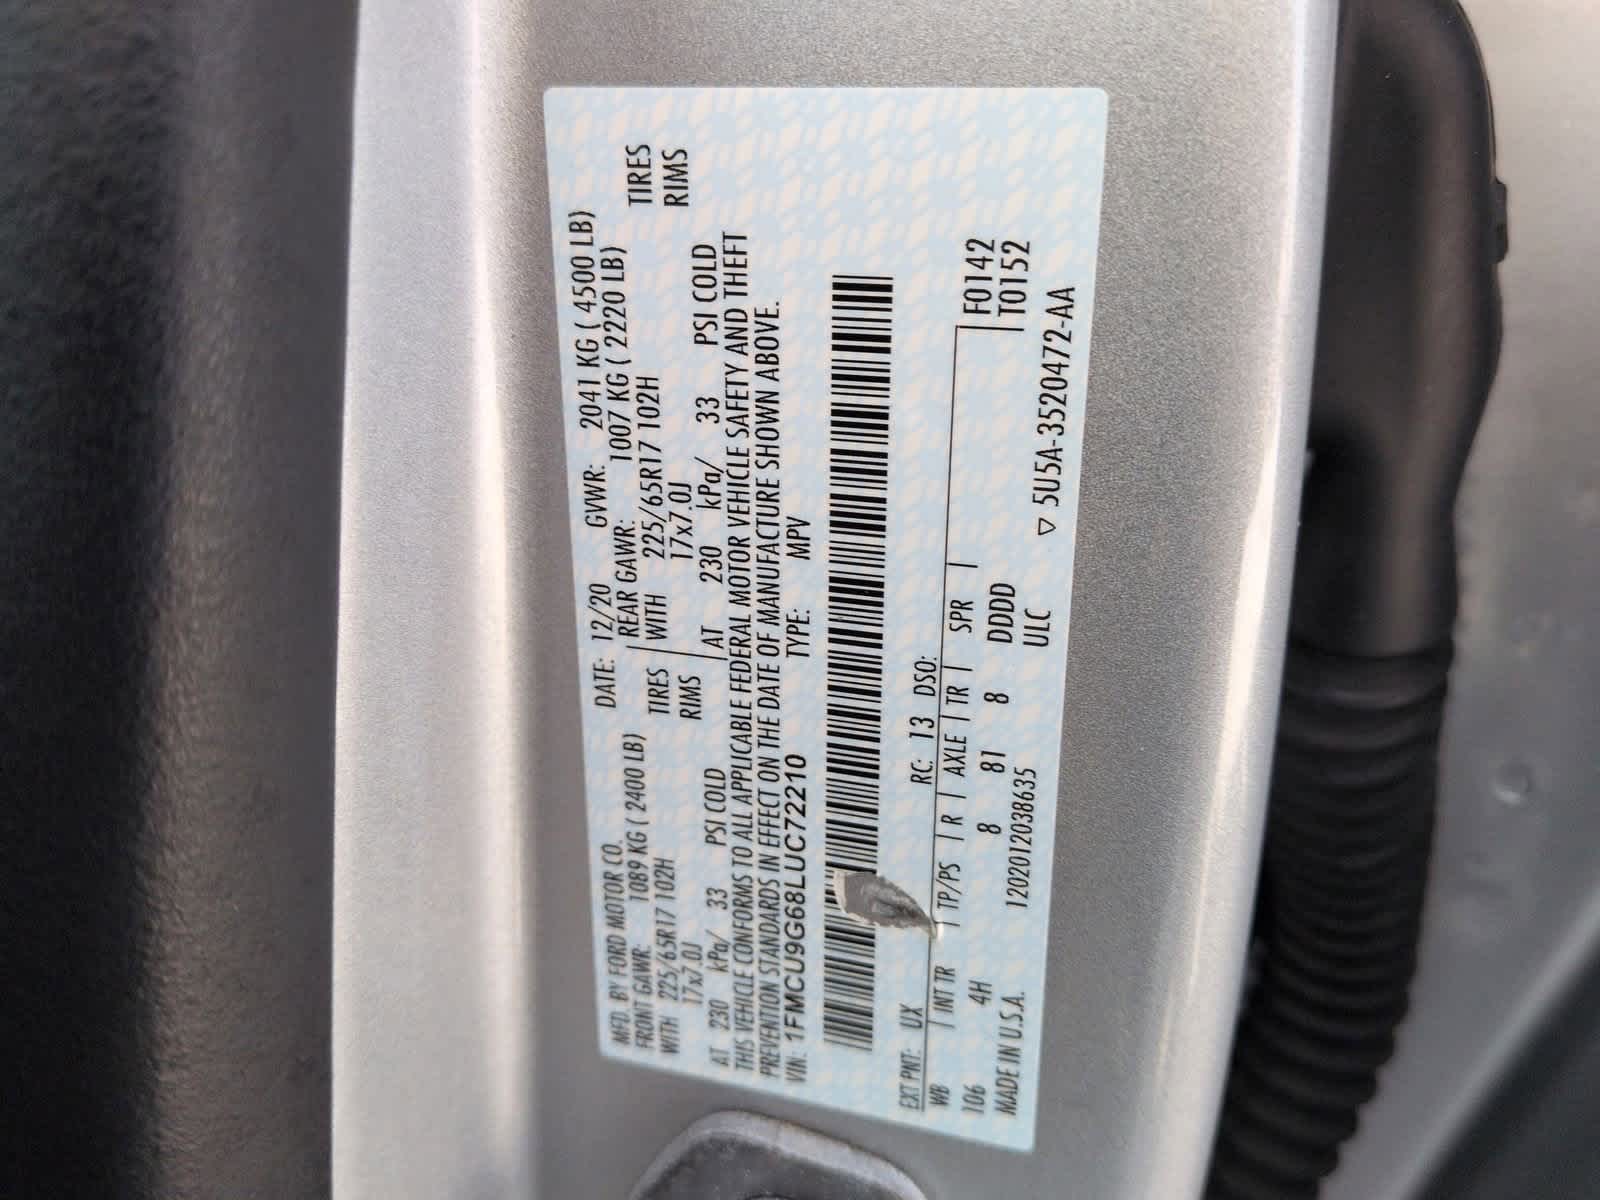 MFD. BY FORD MOTOR CO. DATE: 12/20 GVWR: 2041 KG ( 4500 LB)
FRONT GAWR: 1089 KG ( 2400 LB) REAR GAWR: 1007 KG ( 2220 LB)
WITH 225/65R17 102H TIRES WITH 225/65R17 102H TIRES
17x7.0J RIMS 17x7.0J RIMS
AT 230 kPa/ 33 PSI COLD AT 230 kPa/ 33 PSI COLD
THIS VEHICLE CONFORMS TO ALL APPLICABLE FEDERAL MOTOR VEHICLE SAFETY AND THEFT
PREVENTION STANDARDS IN EFFECT ON THE DATE OF MANUFACTURE SHOWN ABOVE.
VIN: 1FMCU9G68LUC72210 TYPE: MPV
EXT PNT: UX RC: 13 DSO:
WB | INT TR | TP/PS | R | AXLE | TR | SPR | F0142
106 4H 8 81 8 DDDD T0152
MADE IN U.S.A. 1202012038635 ULC
▽ 5U5A-3520472-AA